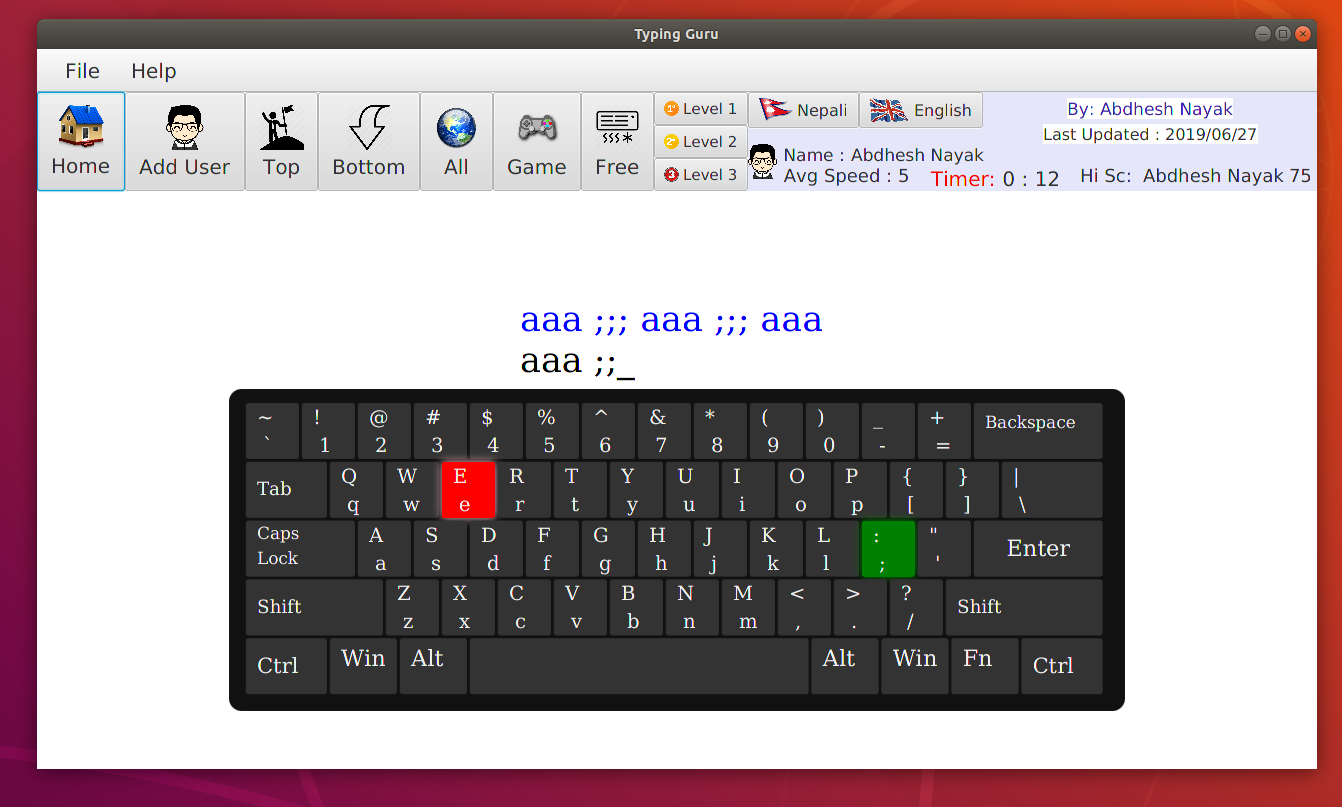 Typing Guru
File Help
Home Add User Top Bottom All Game Free
Level 1
Level 2
Level 3
Nepali English
By: Abdhesh Nayak
Last Updated : 2019/06/27
Name : Abdhesh Nayak
Avg Speed : 5 Timer: 0 : 12 Hi Sc: Abdhesh Nayak 75
aaa ;;; aaa ;;; aaa
aaa ;;_
~ ! @ # $ % ^ & * ( ) _ + Backspace
` 1 2 3 4 5 6 7 8 9 0 - =
Tab Q W E R T Y U I O P { } |
q w e r t y u i o p [ ] \
Caps Lock A S D F G H J K L : " Enter
a s d f g h j k l ; '
Shift Z X C V B N M < > ? Shift
z x c v b n m , . /
Ctrl Win Alt Alt Win Fn Ctrl